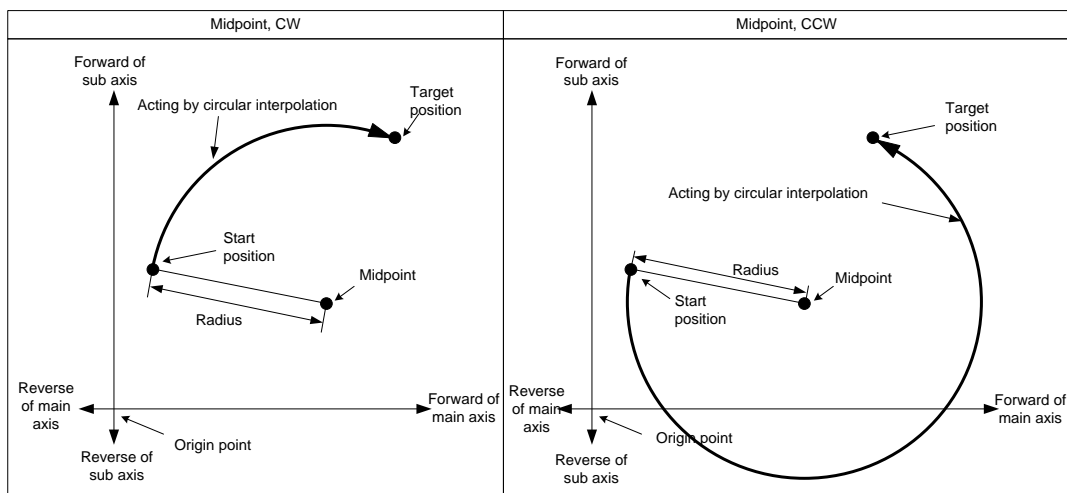 Midpoint, CW
Midpoint, CCW
Forward of
sub axis
Acting by circular interpolation
Target
position
Start
position
Midpoint
Radius
Reverse
of main
axis
Forward of
main axis
Origin point
Reverse of
sub axis
Forward of
sub axis
Target
position
Acting by circular interpolation
Radius
Midpoint
Start
position
Reverse
of main
axis
Forward of
main axis
Origin point
Reverse of
sub axis